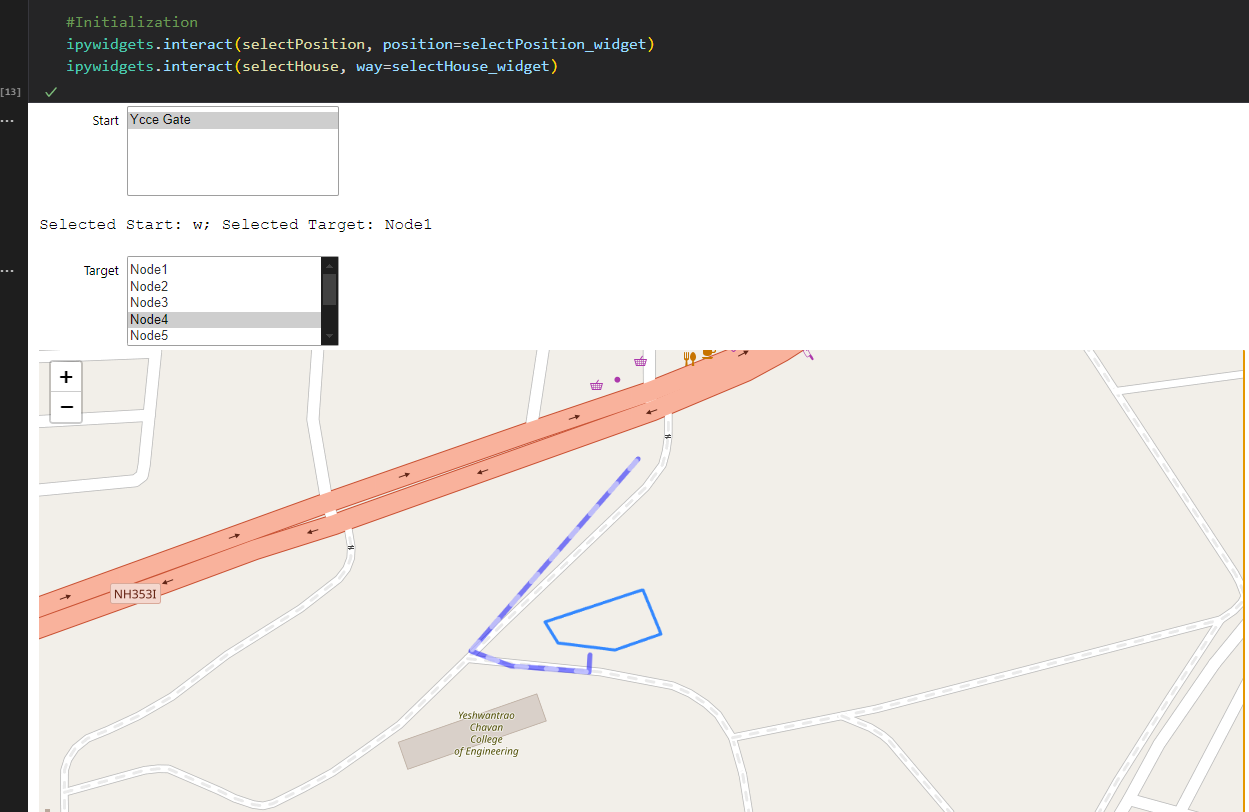 #Initialization
ipywidgets.interact(selectPosition, position=selectPosition_widget)
ipywidgets.interact(selectHouse, way=selectHouse_widget)
[13]
Start
Ycce Gate
Selected Start: w; Selected Target: Node1
Target
Node1
Node2
Node3
Node4
Node5
+
−
NH353I
Yeshwantrao
Chavan
College
of Engineering